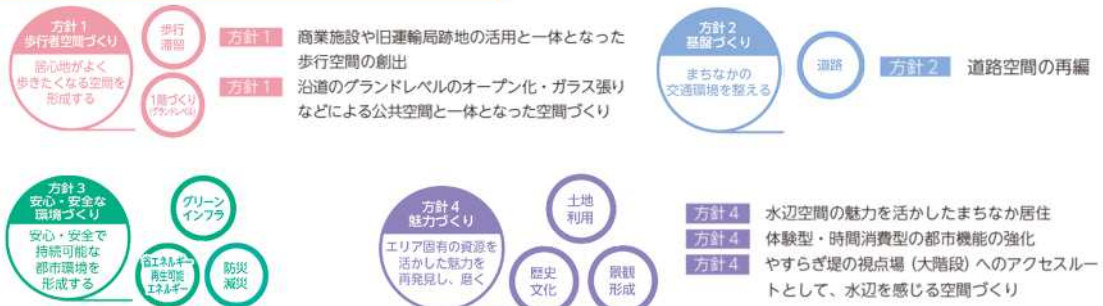 方針1
歩行者空間づくり
居心地がよく
歩きたくなる空間を
形成する
歩行
滞留
1階づくり
(グランドレベル)
方針1 商業施設や旧運輸局跡地の活用と一体となった
歩行空間の創出
方針1 沿道のグランドレベルのオープン化・ガラス張り
などによる公共空間と一体となった空間づくり
方針2
基盤づくり
まちなかの
交通環境を整える
道路
方針2 道路空間の再編
方針3
安心・安全な
環境づくり
安心・安全で
持続可能な
都市環境を
形成する
グリーン
インフラ
省エネルギー
再生可能
エネルギー
防災
減災
方針4
魅力づくり
エリア固有の資源を
活かした魅力を
再発見し、磨く
土地
利用
歴史
文化
景観
形成
方針4 水辺空間の魅力を活かしたまちなか居住
方針4 体験型・時間消費型の都市機能の強化
方針4 やすらぎ堤の視点場（大階段）へのアクセスルー
トとして、水辺を感じる空間づくり